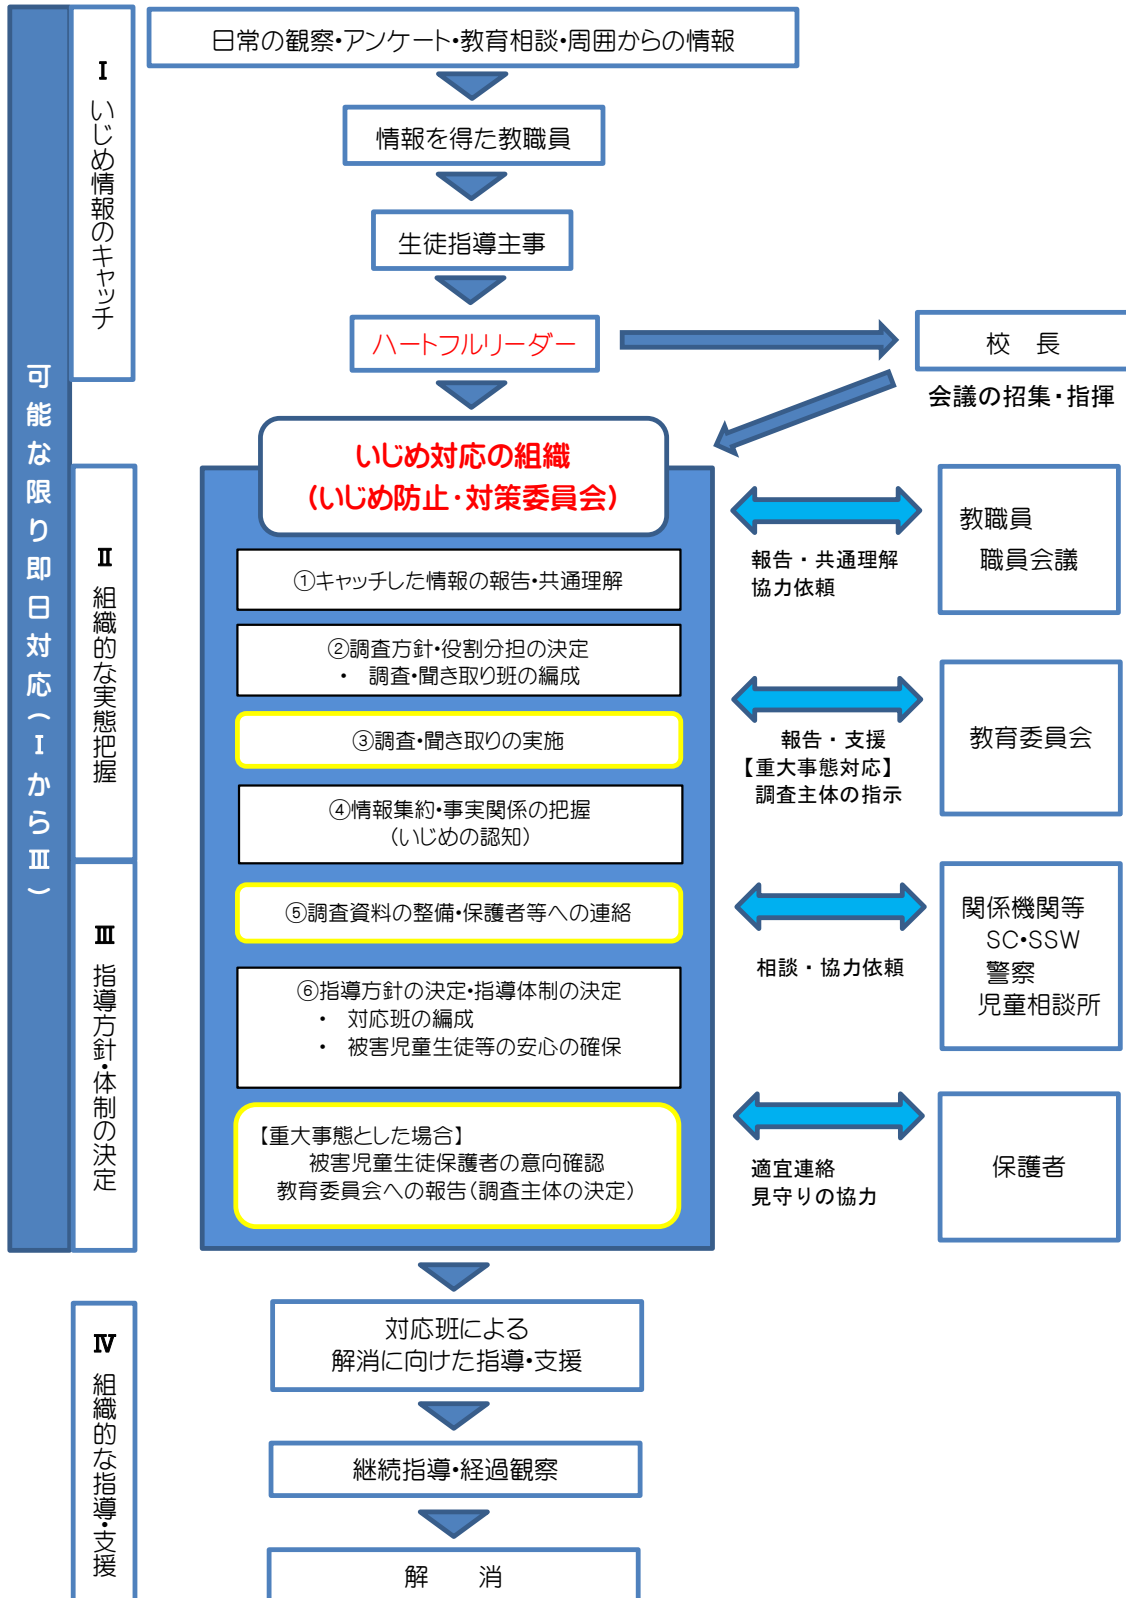 日常の観察・アンケート・教育相談・周囲からの情報
Ⅰ いじめ情報のキャッチ
情報を得た教職員
生徒指導主事
ハートフルリーダー
校 長
会議の招集・指揮
可能な限り即日対応（ⅠからⅢ）
いじめ対応の組織
(いじめ防止・対策委員会)
Ⅱ 組織的な実態把握
①キャッチした情報の報告・共通理解
②調査方針・役割分担の決定
・ 調査・聞き取り班の編成
③調査・聞き取りの実施
④情報集約・事実関係の把握
(いじめの認知)
報告・共通理解
協力依頼
教職員
職員会議
報告・支援
【重大事態対応】
調査主体の指示
教育委員会
Ⅲ 指導方針・体制の決定
⑤調査資料の整備・保護者等への連絡
⑥指導方針の決定・指導体制の決定
・ 対応班の編成
・ 被害児童生徒等の安心の確保
【重大事態とした場合】
被害児童生徒保護者の意向確認
教育委員会への報告(調査主体の決定)
相談・協力依頼
関係機関等
SC・SSW
警察
児童相談所
適宜連絡
見守りの協力
保護者
Ⅳ 組織的な指導・支援
対応班による
解消に向けた指導・支援
継続指導・経過観察
解 消